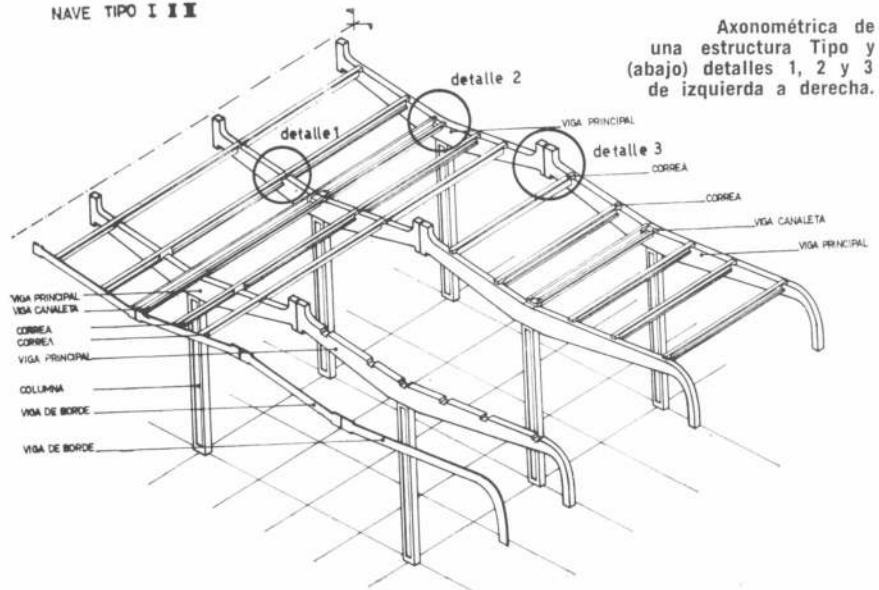 NAVE TIPO I II
Axonométrica de
una estructura Tipo y
(abajo) detalles 1, 2 y 3
de izquierda a derecha.
detalle 2
VIGA PRINCIPAL
detalle 1
detalle 3
CORREA
CORREA
VIGA CANALETA
VIGA PRINCIPAL
VIGA PRINCIPAL
VIGA CANALETA
CORREA
CORREA
VIGA PRINCIPAL
COLUMNA
VIGA DE BORDE
VIGA DE BORDE